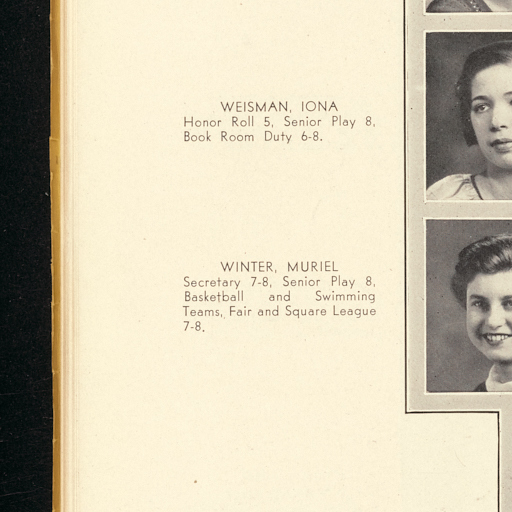 WEISMAN, IONA
Honor Roll 5, Senior Play 8,
Book Room Duty 6-8.
WINTER, MURIEL
Secretary 7-8, Senior Play 8,
Basketball and Swimming
Teams, Fair and Square League
7-8.